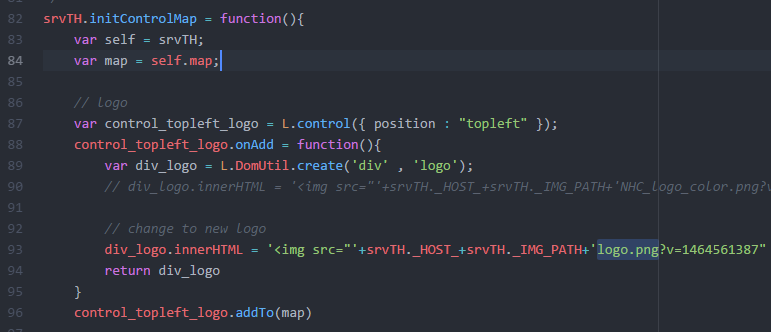 82 srvTH.initControlMap = function(){
83 var self = srvTH;
84 var map = self.map;
85
86 // logo
87 var control_topleft_logo = L.control({ position : "topleft" });
88 control_topleft_logo.onAdd = function(){
89 var div_logo = L.DomUtil.create('div' , 'logo');
90 // div_logo.innerHTML = '<img src="'+srvTH._HOST_+srvTH._IMG_PATH+'NHC_logo_color.png?v
91
92 // change to new logo
93 div_logo.innerHTML = '<img src="'+srvTH._HOST_+srvTH._IMG_PATH+'logo.png?v=1464561387"
94 return div_logo
95 }
96 control_topleft_logo.addTo(map)